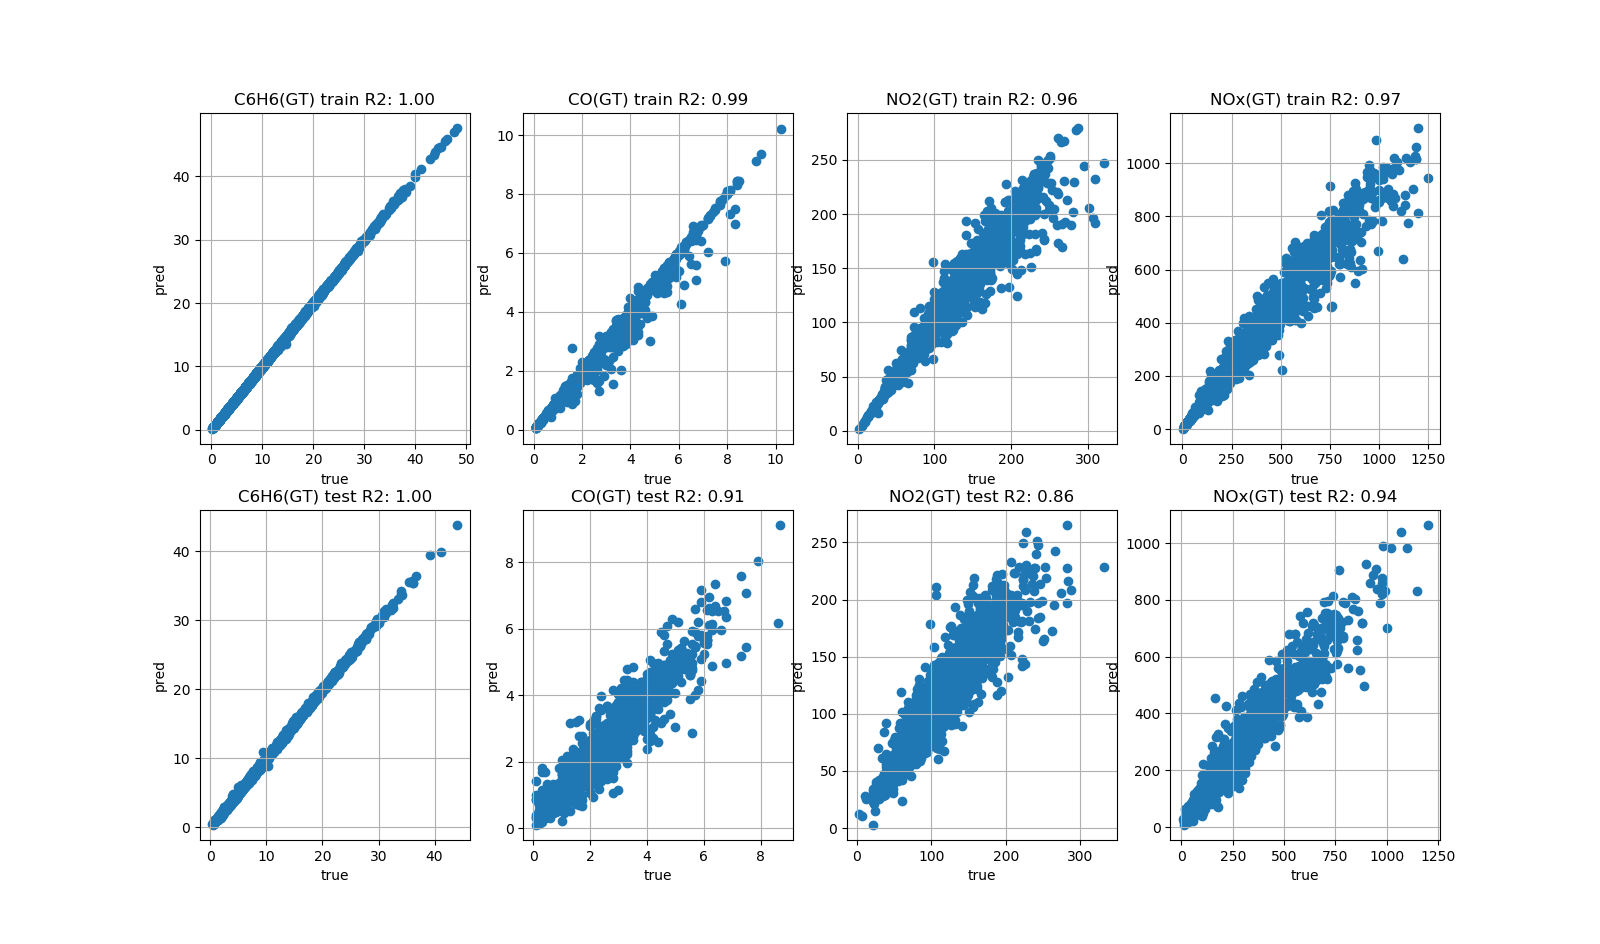 C6H6(GT) train R2: 1.00
pred
40
30
20
10
0
0 10 20 30 40 50
true
CO(GT) train R2: 0.99
pred
10
8
6
4
2
0
0 2 4 6 8 10
true
NO2(GT) train R2: 0.96
pred
250
200
150
100
50
0
0 100 200 300
true
NOx(GT) train R2: 0.97
pred
1000
800
600
400
200
0
0 250 500 750 1000 1250
true
C6H6(GT) test R2: 1.00
pred
40
30
20
10
0
0 10 20 30 40
true
CO(GT) test R2: 0.91
pred
8
6
4
2
0
0 2 4 6 8
true
NO2(GT) test R2: 0.86
pred
250
200
150
100
50
0
0 100 200 300
true
NOx(GT) test R2: 0.94
pred
1000
800
600
400
200
0
0 250 500 750 1000 1250
true